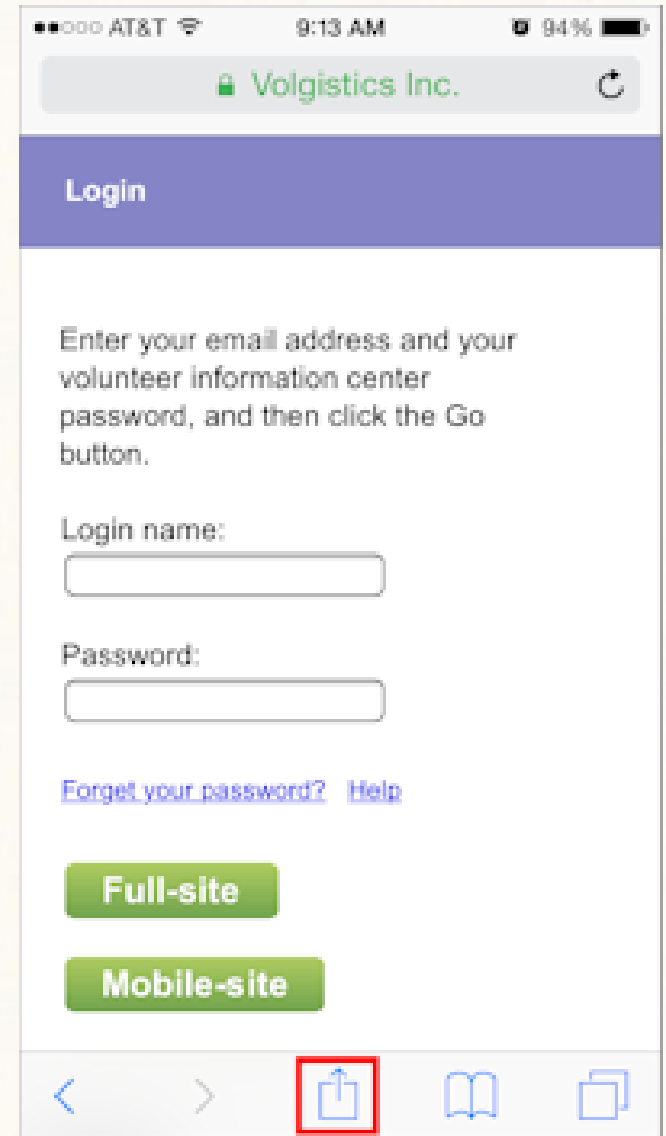 AT&T 9:13 AM 94%
Volgistics Inc.
Login
Enter your email address and your
volunteer information center
password, and then click the Go
button.
Login name:
Password:
Forget your password? Help
Full-site
Mobile-site